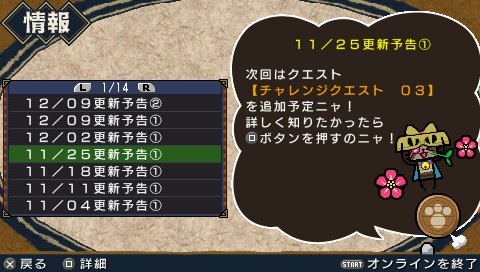 情報
L 1/14 R
12/09更新予告②
12/09更新予告①
12/02更新予告①
11/25更新予告①
11/18更新予告①
11/11更新予告①
11/04更新予告①
11/25更新予告①
次回はクエスト
【チャレンジクエスト 03】
を追加予定ニャ!
詳しく知りたかったら
□ボタンを押すのニャ!
×戻る □詳細
START オンラインを終了